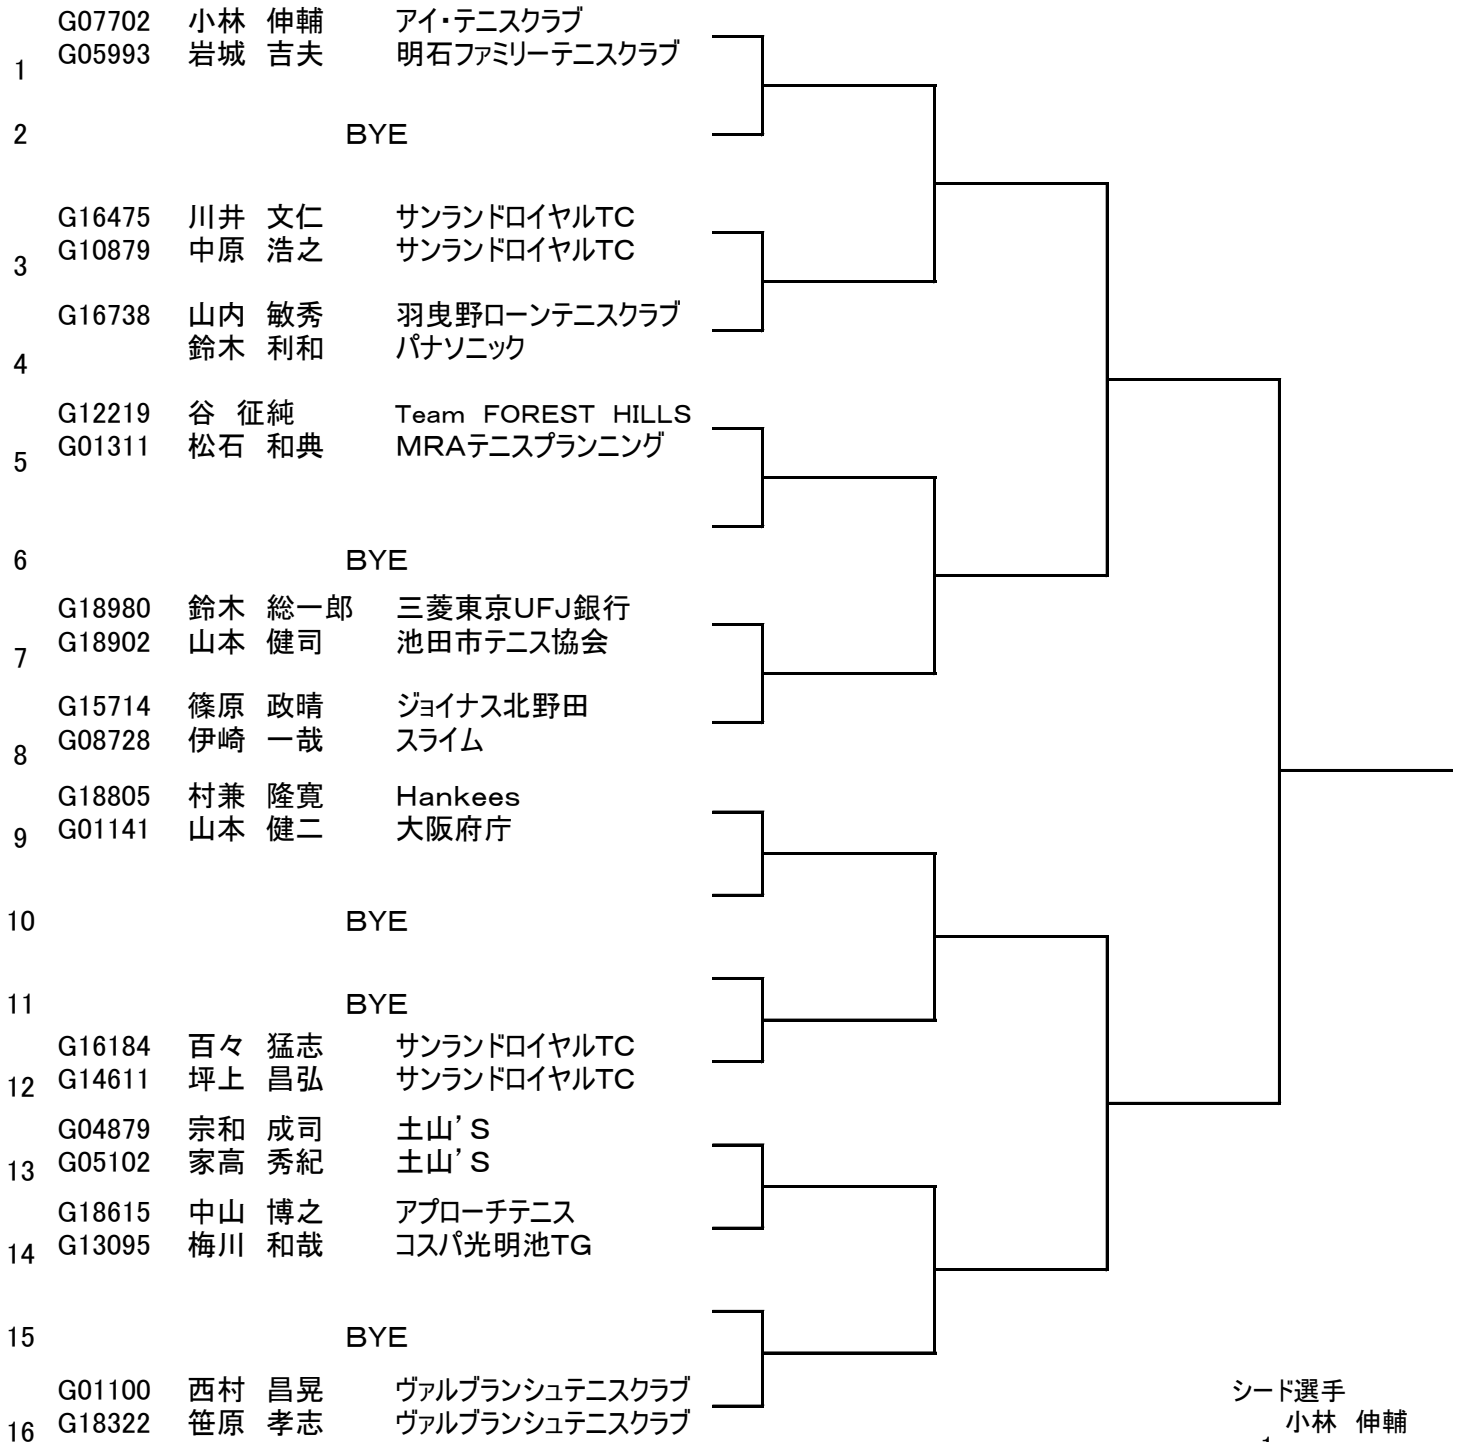 G07702 小林 伸輔 アイ・テニスクラブ
1 G05993 岩城 吉夫 明石ファミリーテニスクラブ
2 BYE
G16475 川井 文仁 サンランドロイヤルTC
3 G10879 中原 浩之 サンランドロイヤルTC
G16738 山内 敏秀 羽曳野ローンテニスクラブ
4 鈴木 利和 パナソニック
G12219 谷 征純 Team FOREST HILLS
5 G01311 松石 和典 MRAテニスプランニング
6 BYE
G18980 鈴木 総一郎 三菱東京UFJ銀行
7 G18902 山本 健司 池田市テニス協会
G15714 篠原 政晴 ジョイナス北野田
8 G08728 伊崎 一哉 スライム
G18805 村兼 隆寛 Hankees
9 G01141 山本 健二 大阪府庁
10 BYE
11 BYE
G16184 百々 猛志 サンランドロイヤルTC
12 G14611 坪上 昌弘 サンランドロイヤルTC
G04879 宗和 成司 土山’S
13 G05102 家高 秀紀 土山’S
G18615 中山 博之 アプローチテニス
14 G13095 梅川 和哉 コスパ光明池TG
15 BYE
G01100 西村 昌晃 ヴァルブランシュテニスクラブ
16 G18322 笹原 孝志 ヴァルブランシュテニスクラブ
シード選手
小林 伸輔